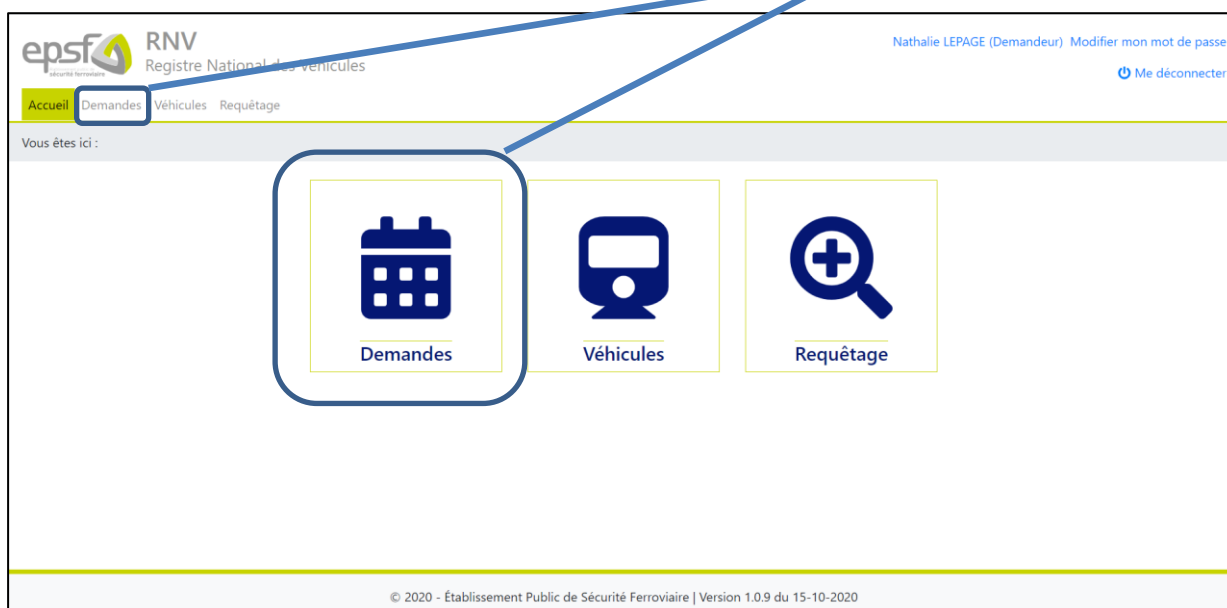 epsf
sécurité ferroviaire
RNV
Registre National des Véhicules
Nathalie LEPAGE (Demandeur) Modifier mon mot de passe
Me déconnecter
Accueil Demandes Véhicules Requêtage
Vous êtes ici :
Demandes
Véhicules
Requêtage
© 2020 - Établissement Public de Sécurité Ferroviaire | Version 1.0.9 du 15-10-2020